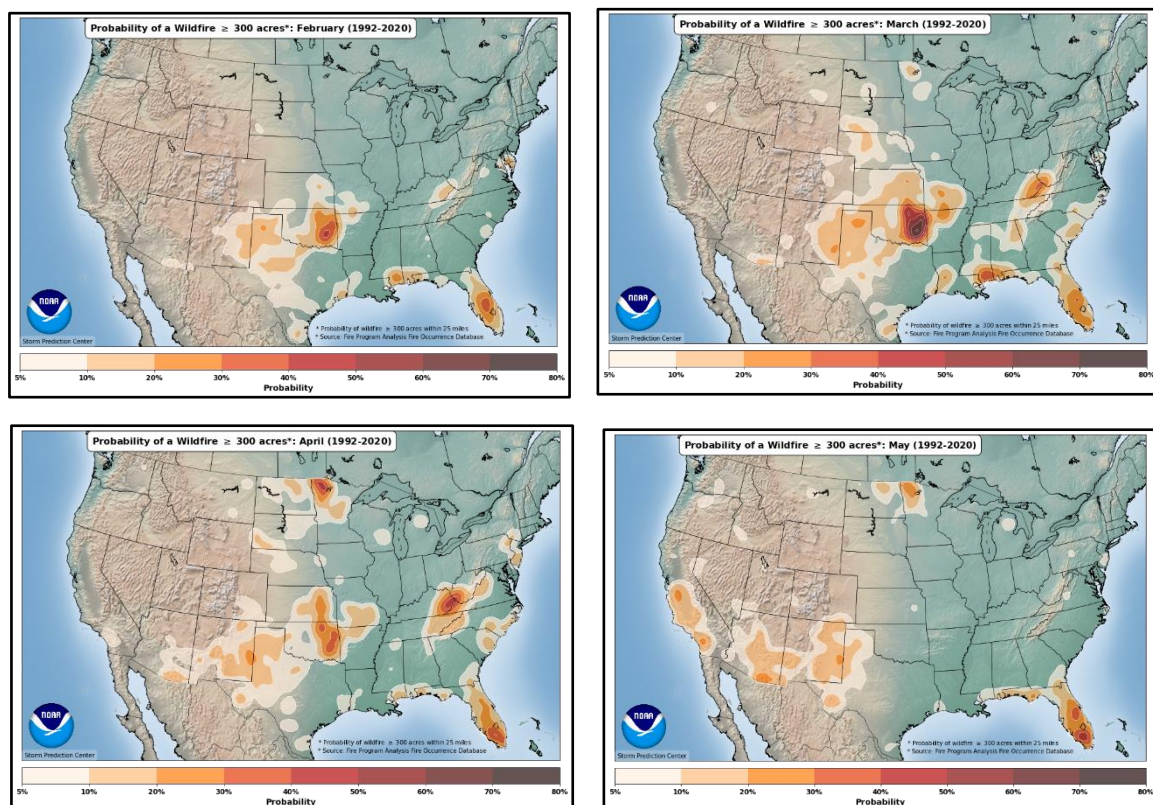 Probability of a Wildfire ≥ 300 acres*: February (1992-2020)
NOAA
* Probability of wildfire ≥ 300 acres within 25 miles
* Source: Fire Program Analysis Fire Occurrence Database
Storm Prediction Center
5% 10% 20% 30% 40% 50% 60% 70% 80%
Probability
Probability of a Wildfire ≥ 300 acres*: March (1992-2020)
NOAA
* Probability of wildfire ≥ 300 acres within 25 miles
* Source: Fire Program Analysis Fire Occurrence Database
Storm Prediction Center
5% 10% 20% 30% 40% 50% 60% 70% 80%
Probability
Probability of a Wildfire ≥ 300 acres*: April (1992-2020)
NOAA
* Probability of wildfire ≥ 300 acres within 25 miles
* Source: Fire Program Analysis Fire Occurrence Database
Storm Prediction Center
5% 10% 20% 30% 40% 50% 60% 70% 80%
Probability
Probability of a Wildfire ≥ 300 acres*: May (1992-2020)
NOAA
* Probability of wildfire ≥ 300 acres within 25 miles
* Source: Fire Program Analysis Fire Occurrence Database
Storm Prediction Center
5% 10% 20% 30% 40% 50% 60% 70% 80%
Probability